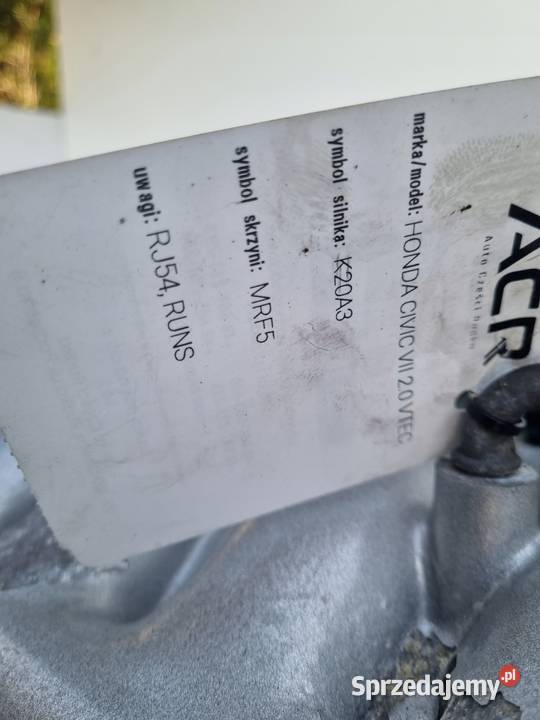 ACR
Auto Części
marka/model: HONDA CIVIC VII 2.0 VTEC
symbol silnika: K20A3
symbol skrzyni: MRF5
uwagi: RJ54, RUNS
Sprzedajemy.pl